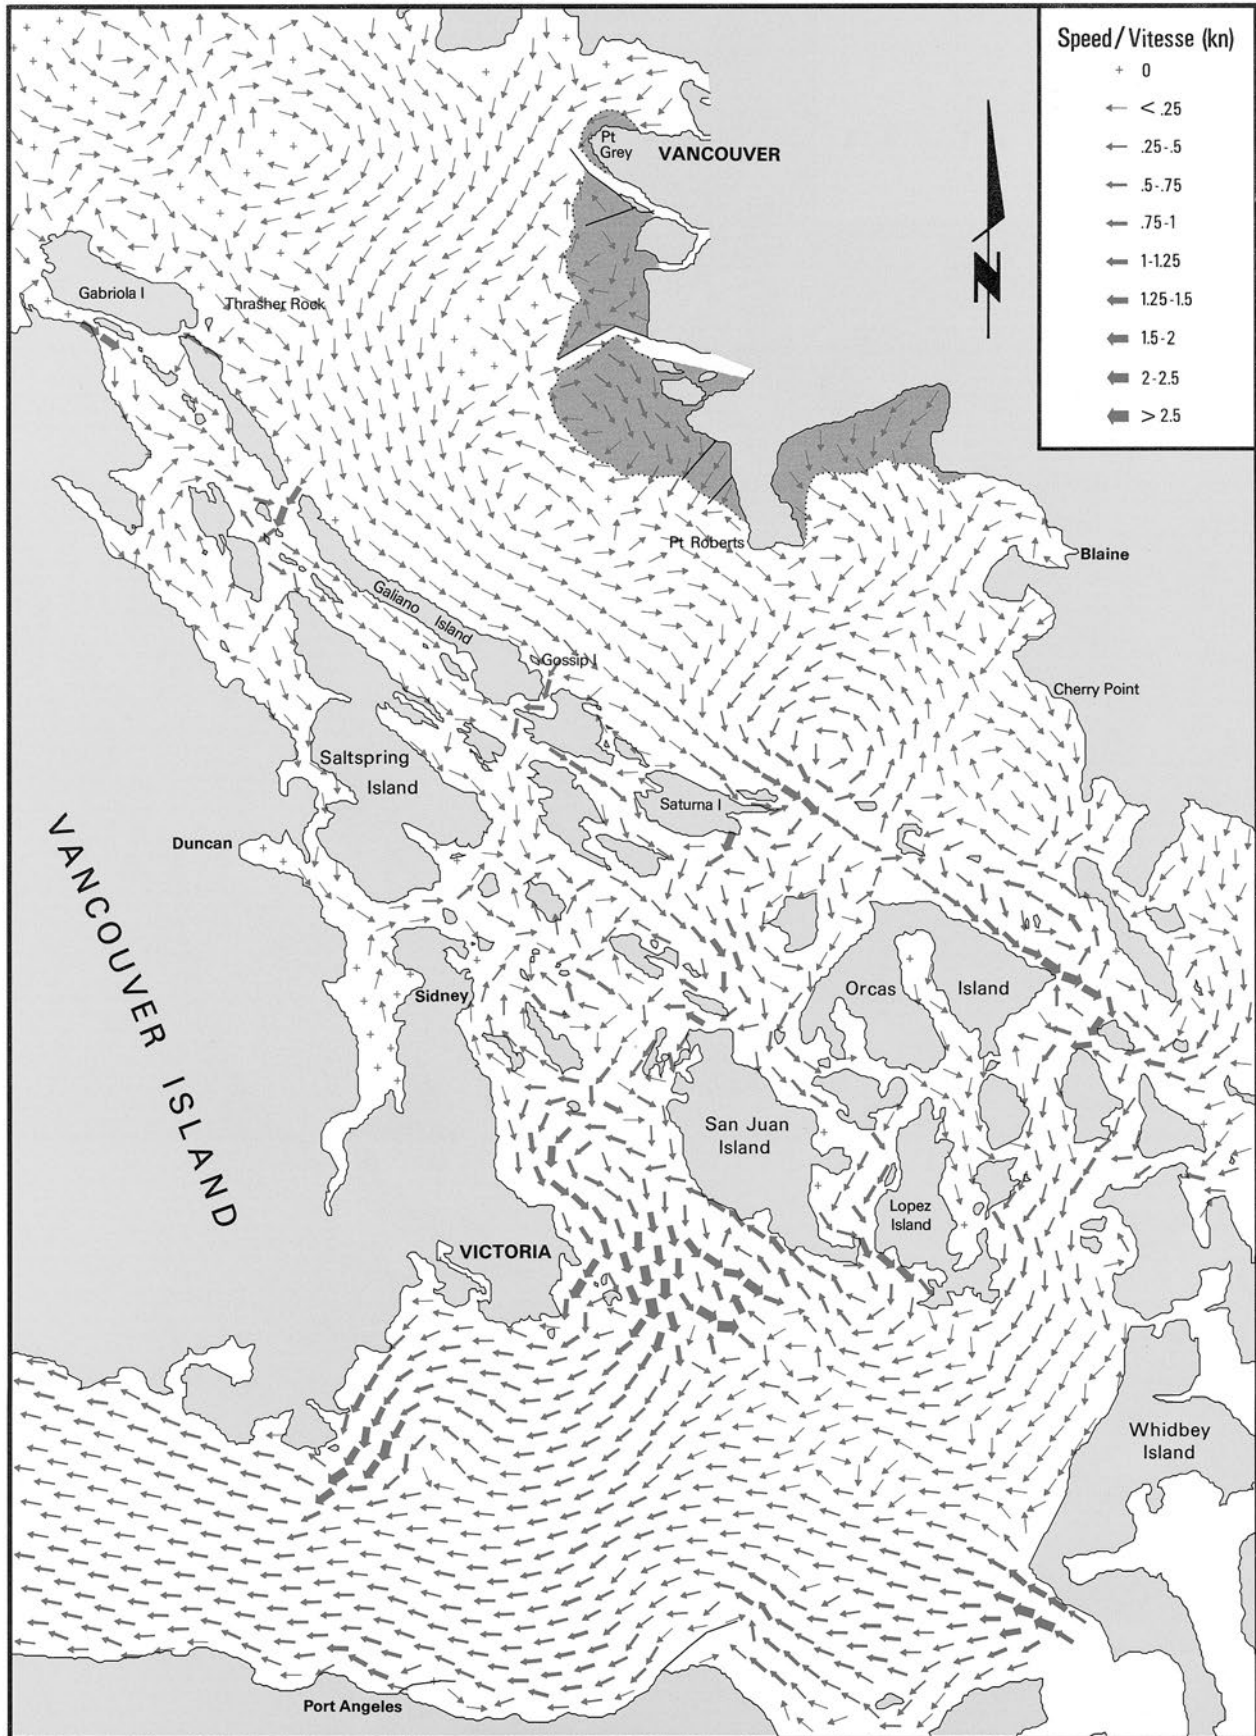 Speed/Vitesse (kn)
0
< .25
.25-.5
.5-.75
.75-1
1-1.25
1.25-1.5
1.5-2
2-2.5
> 2.5
N
Pt
Grey
VANCOUVER
Gabriola I
Thrasher Rock
Pt Roberts
Blaine
Galiano
Island
Gossip I
Cherry Point
Saltspring
Island
Saturna I
Duncan
VANCOUVER ISLAND
Sidney
Orcas
Island
San Juan
Island
Lopez
Island
VICTORIA
Whidbey
Island
Port Angeles